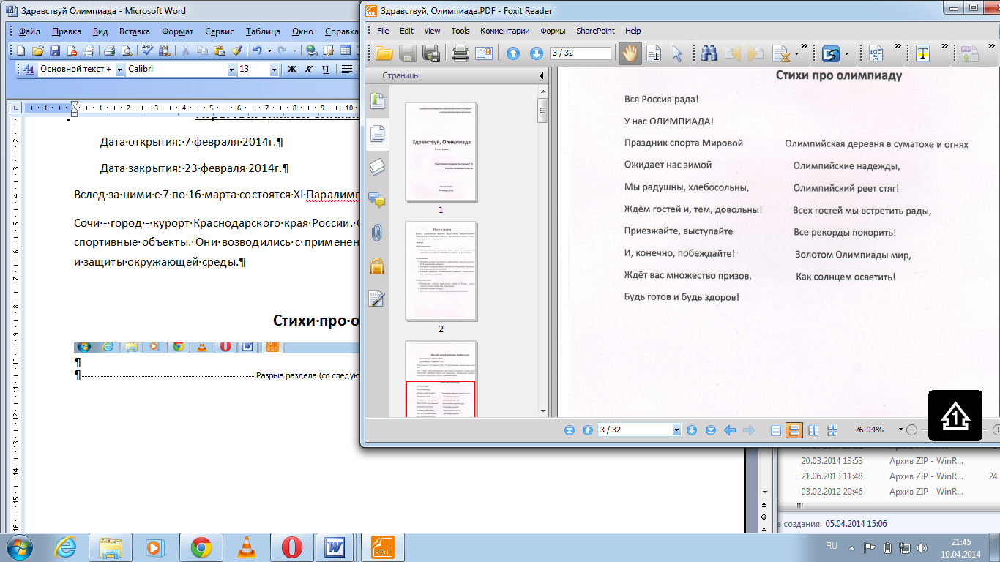 Здравствуй Олимпиада - Microsoft Word
Файл Правка Вид Вставка Формат Сервис Таблица Окно Справка
Основной текст + Calibri 13 Ж К Ч
Дата открытия: 7 февраля 2014г.¶
Дата закрытия: 23 февраля 2014г.¶
Вслед за ними с 7 по 16 марта состоятся XI
Сочи - город - курорт Краснодарского края России.
спортивные объекты. Они возводились с
и защиты окружающей среды.¶
Стихи про
¶
¶
Разрыв раздела (со
Здравствуй, Олимпиада.PDF - Foxit Reader
File Edit View Tools Комментарии Формы SharePoint Help
3 / 32
Страницы
Здравствуй, Олимпиада
1
Цели и задачи
2
Стихи про олимпиаду
Вся Россия рада!
У нас ОЛИМПИАДА!
Праздник спорта Мировой
Ожидает нас зимой
Мы радушны, хлебосольны,
Ждём гостей и, тем, довольны!
Приезжайте, выступайте
И, конечно, побеждайте!
Ждёт вас множество призов.
Будь готов и будь здоров!
Олимпийская деревня в суматохе и огнях
Олимпийские надежды,
Олимпийский реет стяг!
Всех гостей мы встретить рады,
Все рекорды покорить!
Золотом Олимпиады мир,
Как солнцем осветить!
3 / 32
76.04%
20.03.2014 13:53 Архив ZIP - WinR...
21.06.2013 11:48 Архив ZIP - WinR... 24
03.02.2012 20:46 Архив ZIP - WinR...
создания: 05.04.2014 15:06
RU
21:45
10.04.2014